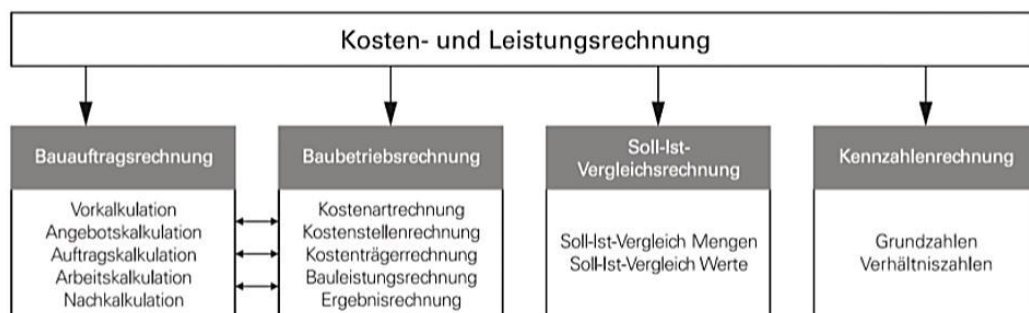 Kosten- und Leistungsrechnung
Bauauftragsrechnung
Vorkalkulation
Angebotskalkulation
Auftragskalkulation
Arbeitskalkulation
Nachkalkulation
Baubetriebsrechnung
Kostenartrechnung
Kostenstellenrechnung
Kostenträgerrechnung
Bauleistungsrechnung
Ergebnisrechnung
Soll-Ist-
Vergleichsrechnung
Soll-Ist-Vergleich Mengen
Soll-Ist-Vergleich Werte
Kennzahlenrechnung
Grundzahlen
Verhältniszahlen